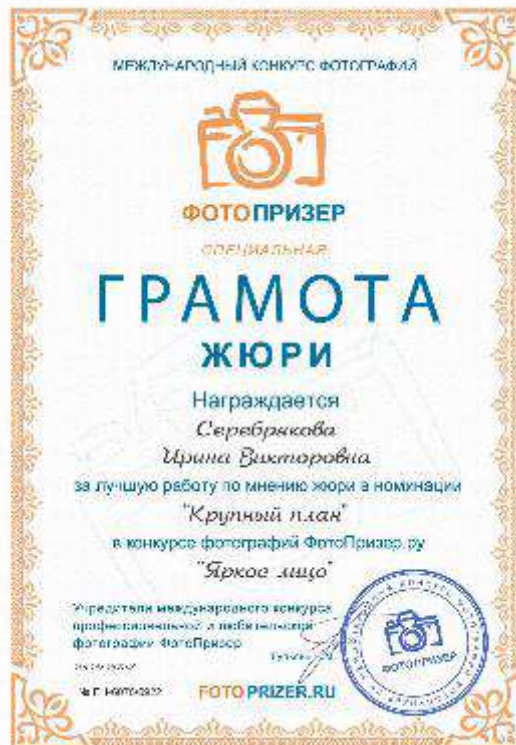 МЕЖДУНАРОДНЫЙ КОНКУРС ФОТОГРАФИЙ
ФОТОПРИЗЕР
СПЕЦИАЛЬНАЯ
ГРАМОТА
ЖЮРИ
Награждается
Серебрякова
Ирина Викторовна
за лучшую работу по мнению жюри в номинации
"Крупный план"
в конкурсе фотографий ФотоПризер.ру
"Яркое лицо"
Учредители международного конкурса
профессиональной и любительской
фотографии ФотоПризер
FOTOPRIZER.RU
ФОТОПРИЗЕР